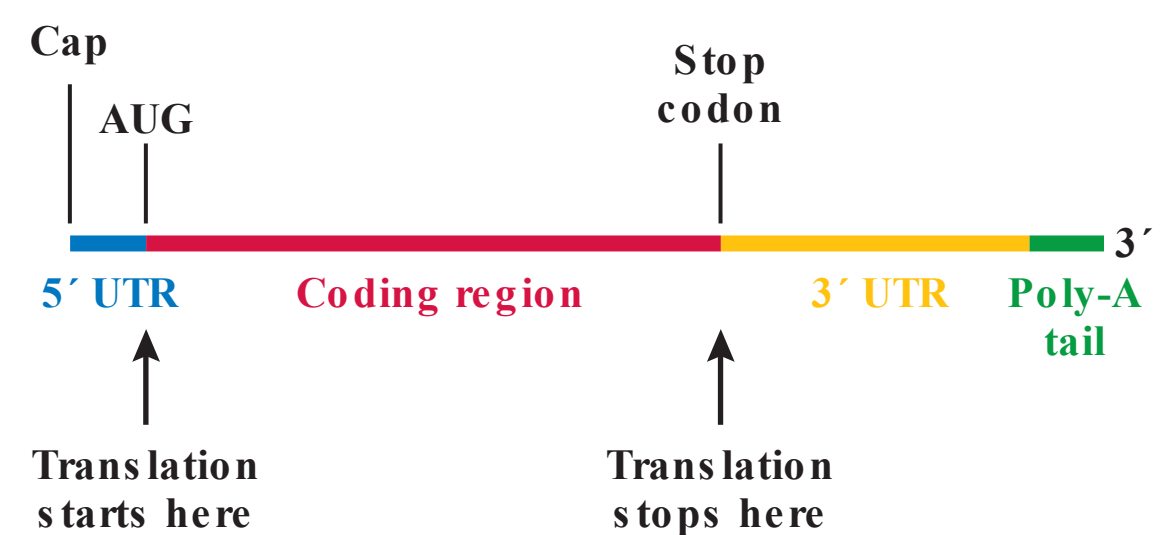 Cap
AUG
Stop
codon
3´
5´ UTR
Coding region
3´ UTR
Poly-A
tail
Translation
starts here
Translation
stops here